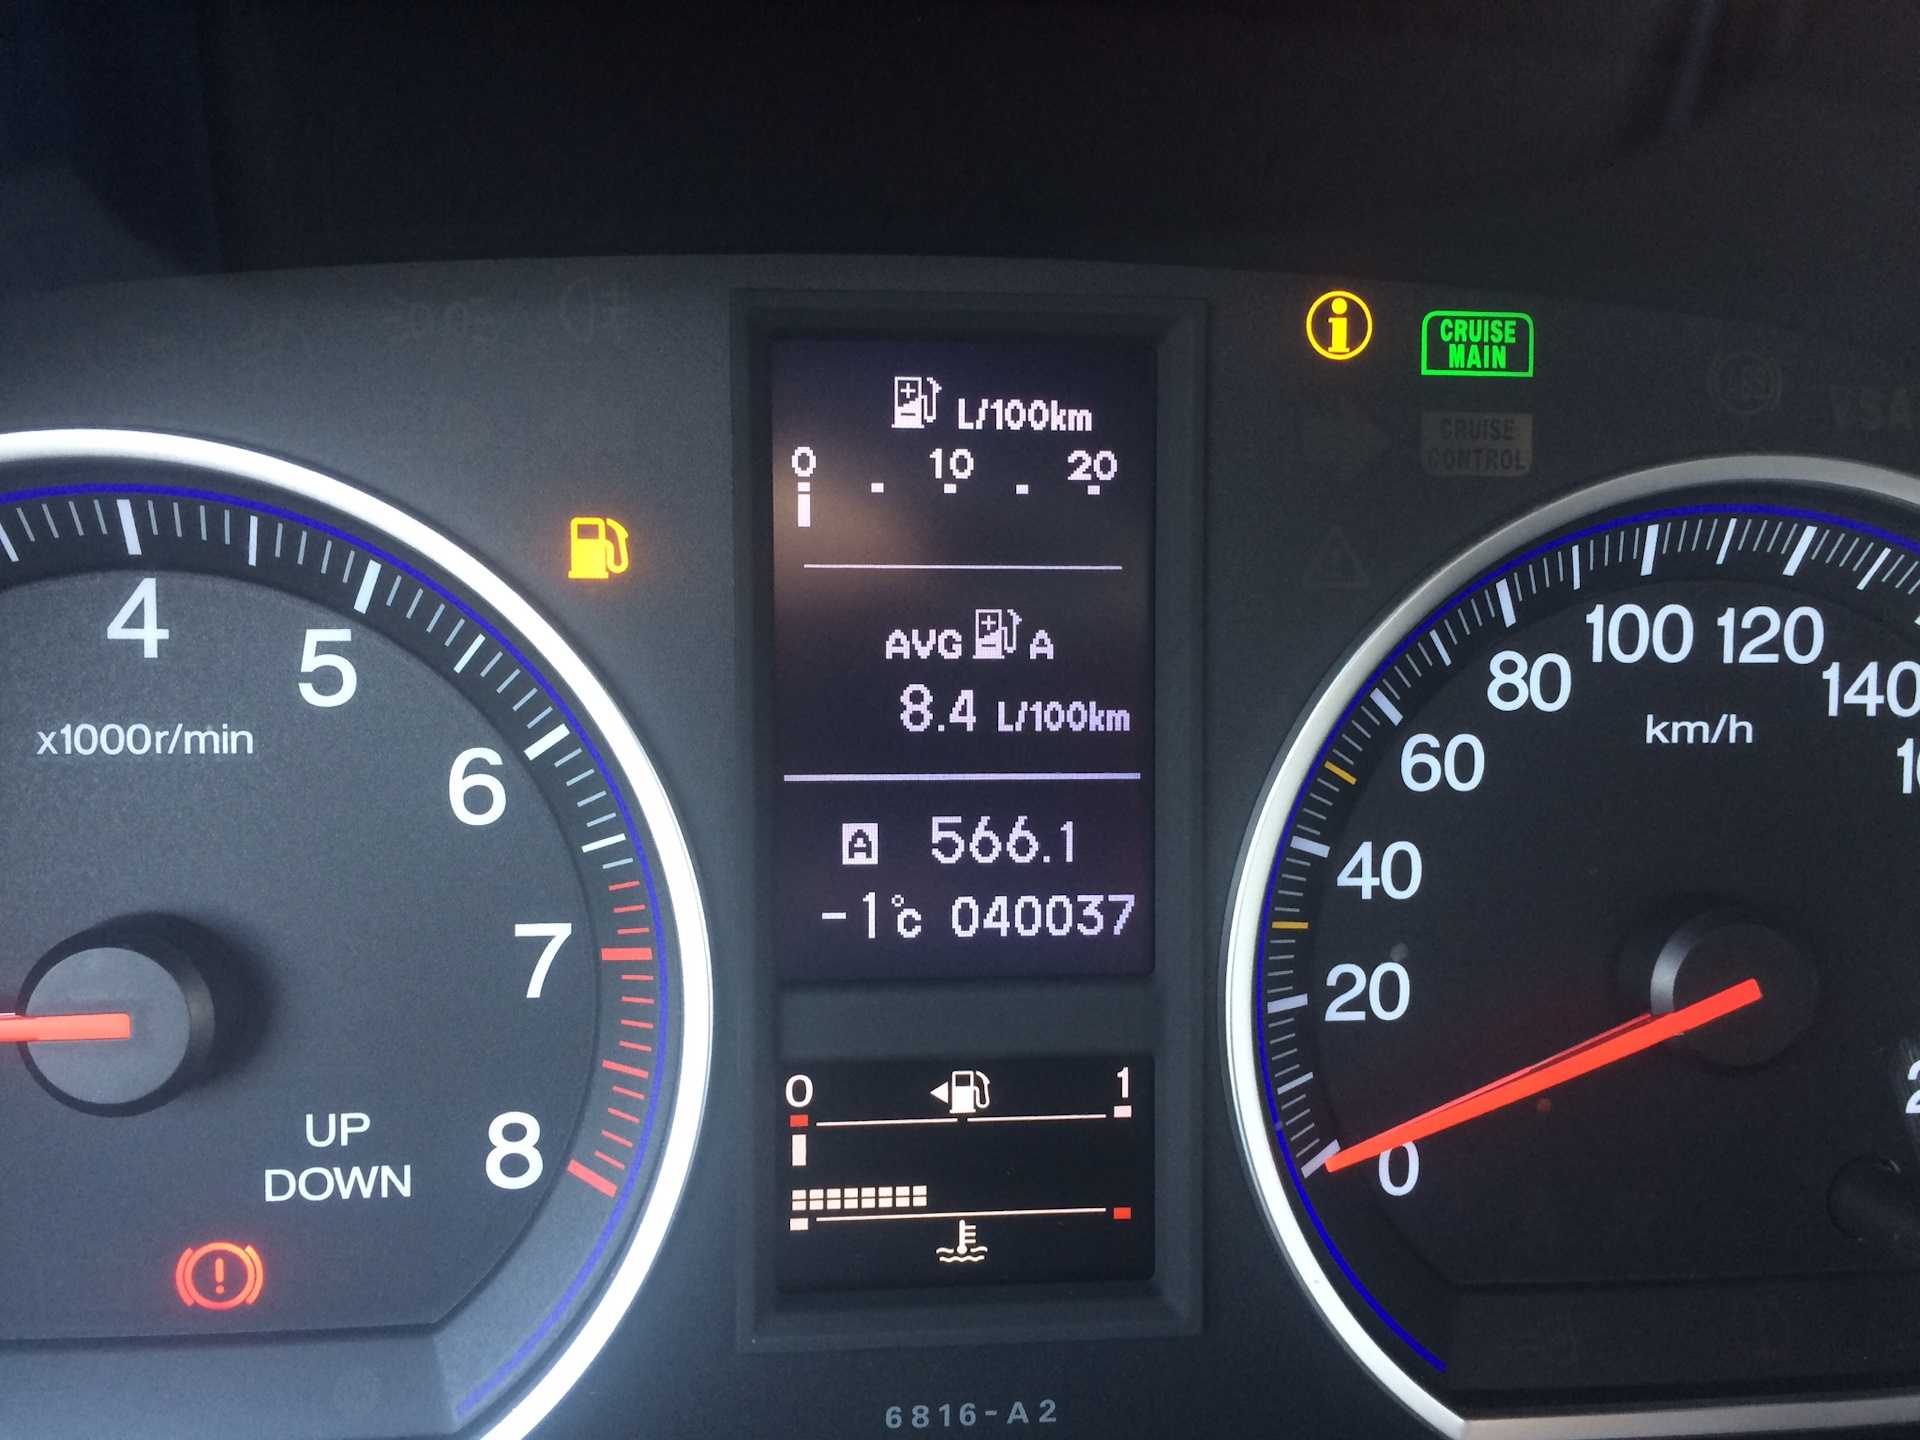 L/100km
0 10 20
AVG A
8.4 L/100km
A 566.1
-1°C 040037
0 1
4
5
6
7
8
x1000r/min
UP
DOWN
CRUISE
MAIN
CRUISE
CONTROL
0
20
40
60
80
100
120
140
km/h
6816-A2